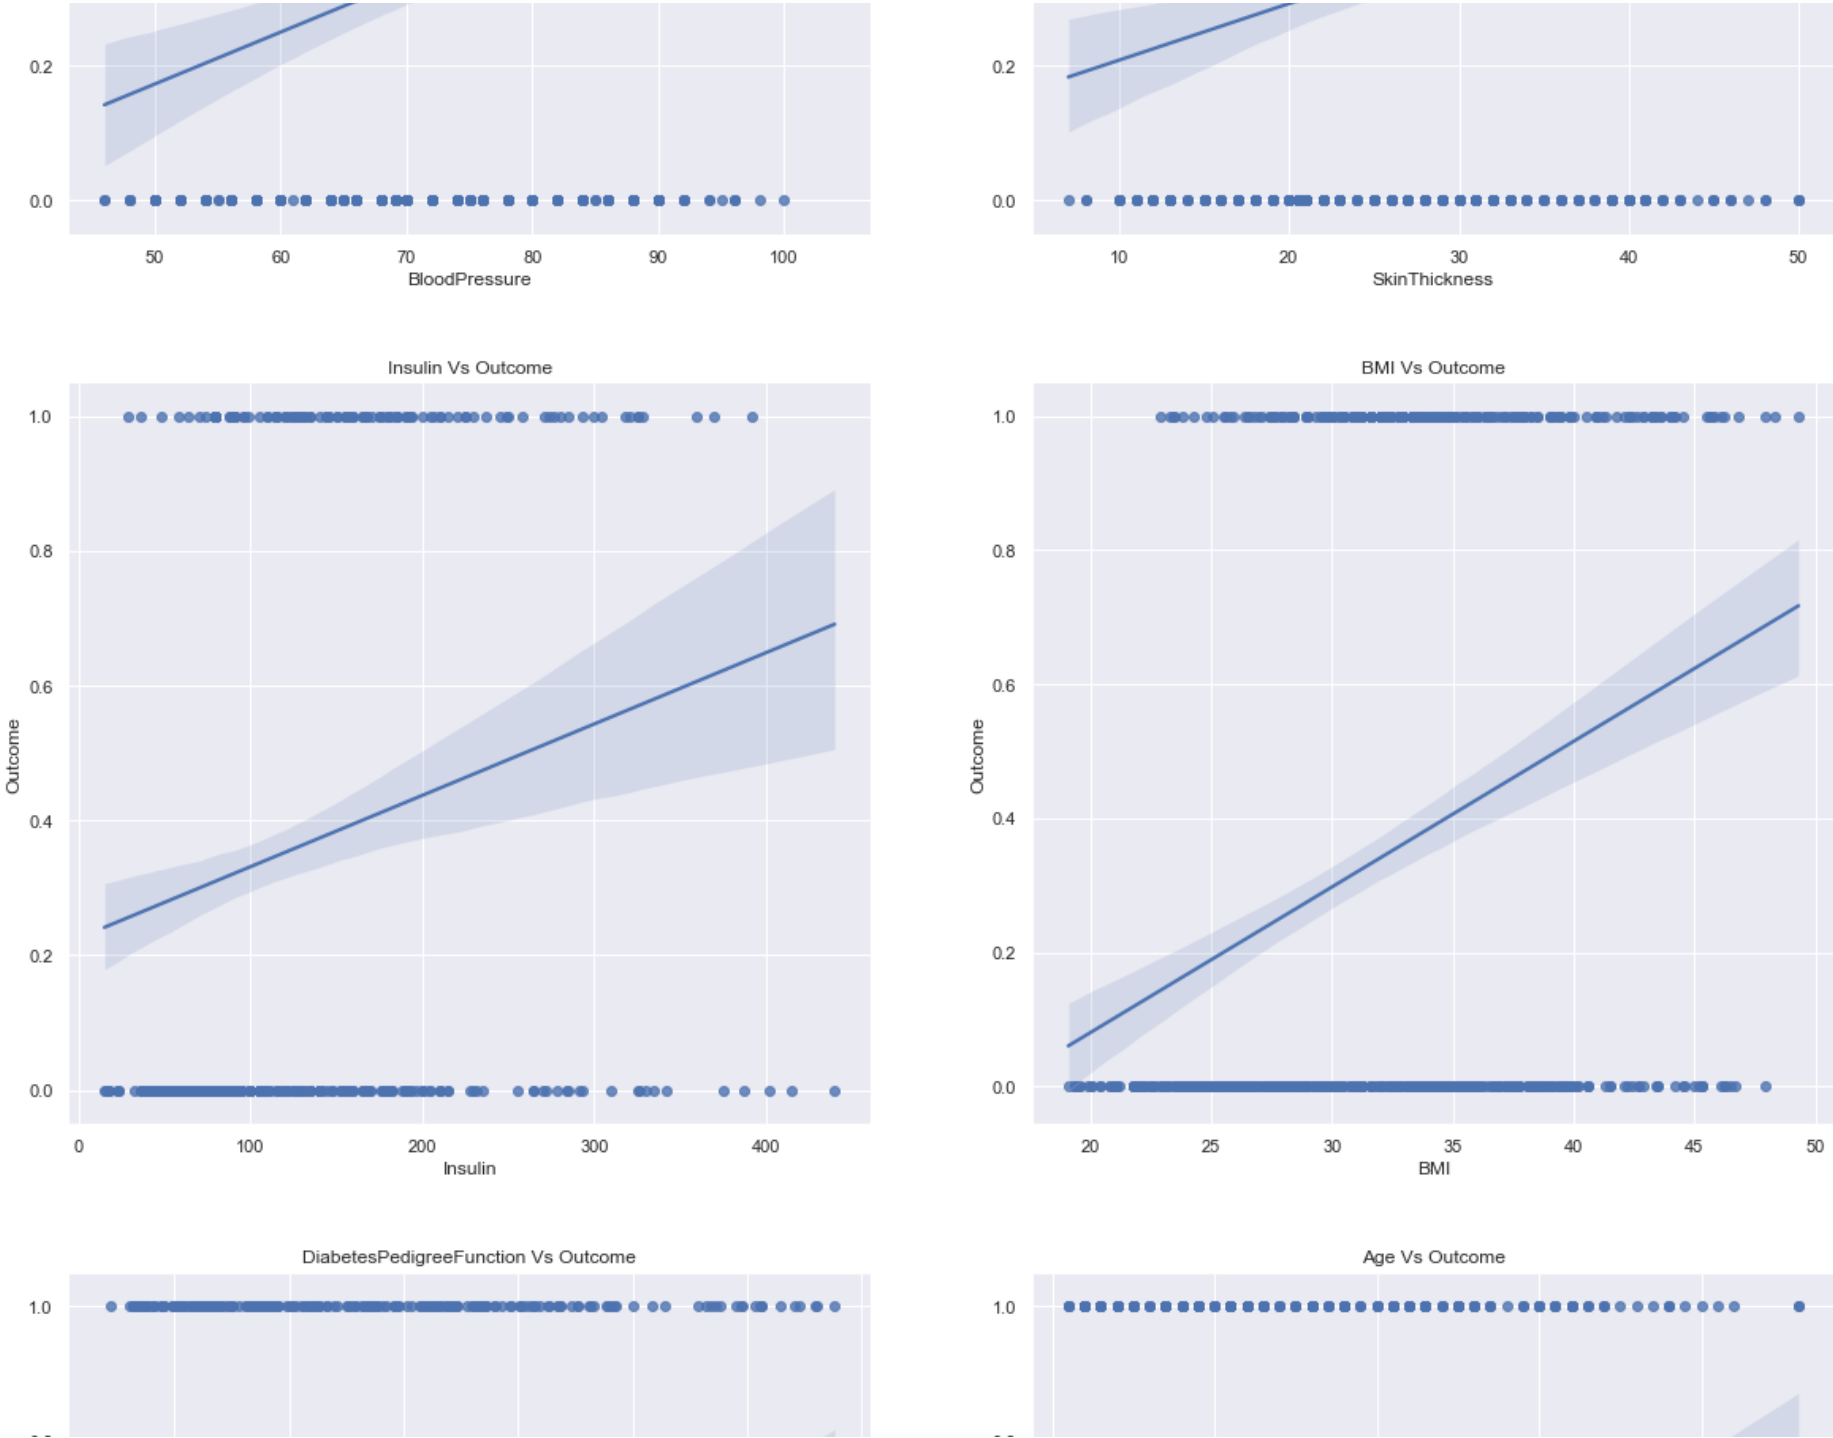 0.2
0.0
50 60 70 80 90 100
BloodPressure
0.2
0.0
10 20 30 40 50
SkinThickness
Insulin Vs Outcome
1.0
0.8
0.6
0.4
0.2
0.0
Outcome
0 100 200 300 400
Insulin
BMI Vs Outcome
1.0
0.8
0.6
0.4
0.2
0.0
Outcome
20 25 30 35 40 45 50
BMI
DiabetesPedigreeFunction Vs Outcome
1.0
Age Vs Outcome
1.0